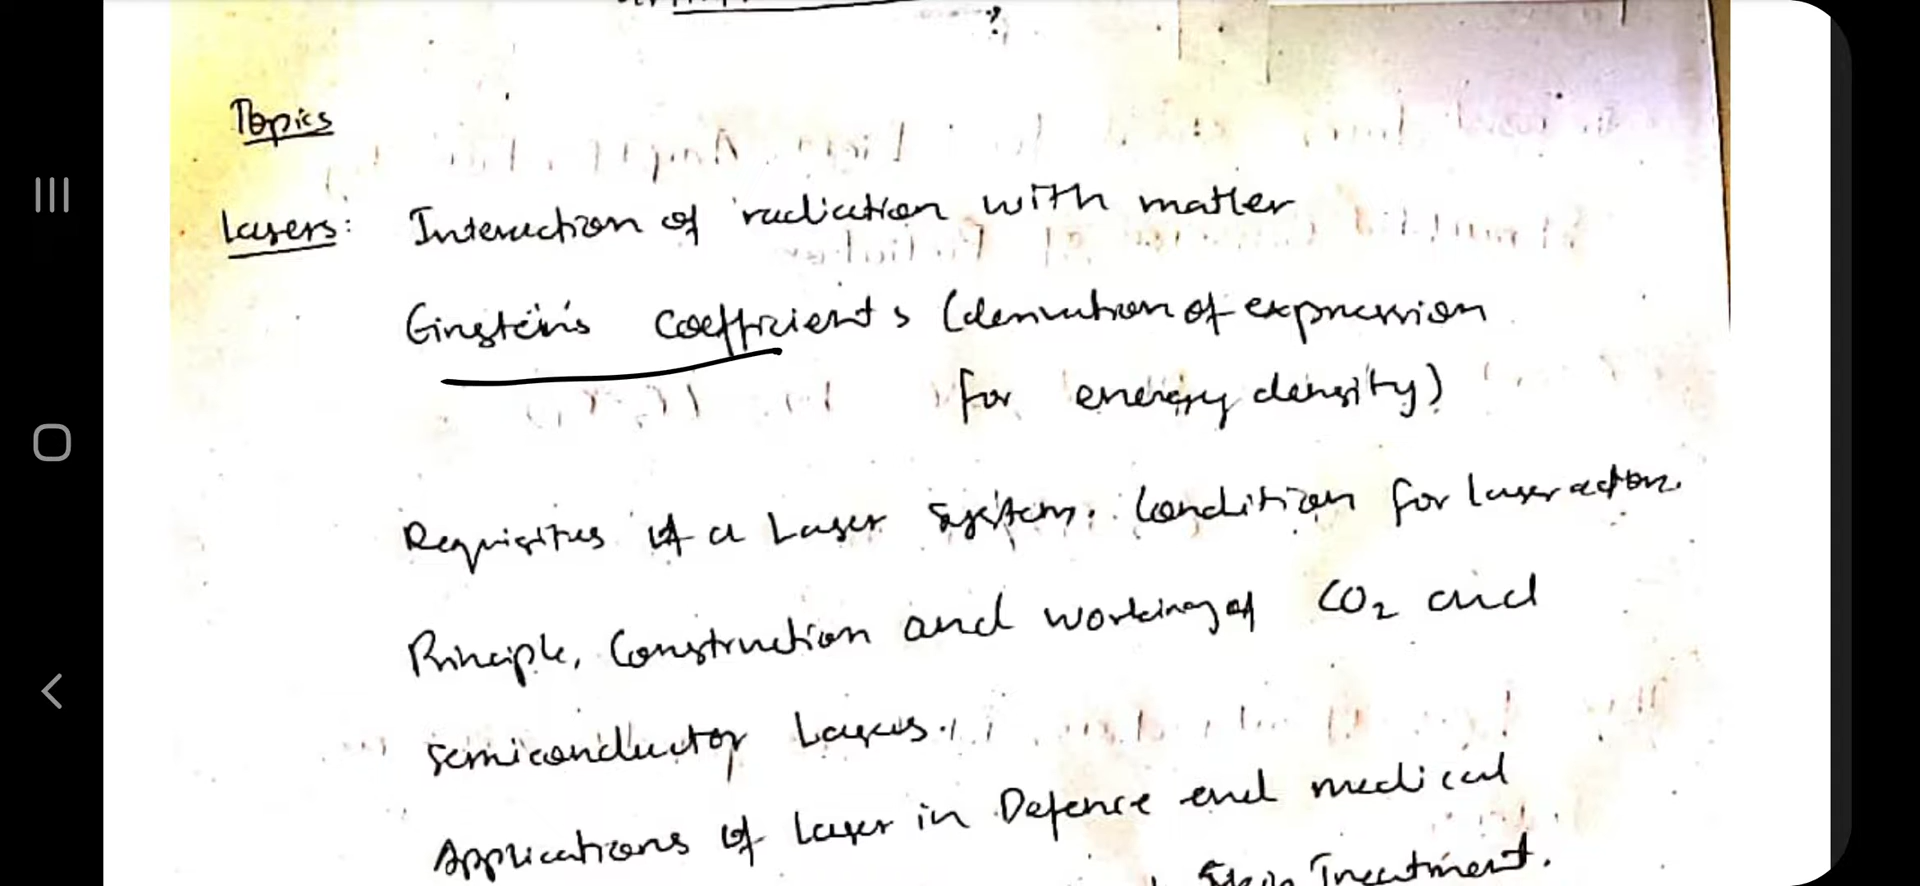 Topics
Lasers: Interaction of radiation with matter
Einstein's Coefficients (derivation of expression
for energy density)
Requisites of a Laser system. Condition for laser action.
Principle, Construction and working of CO2 and
semiconductor Lasers.
Applications of Laser in Defence and medical
Treatment.